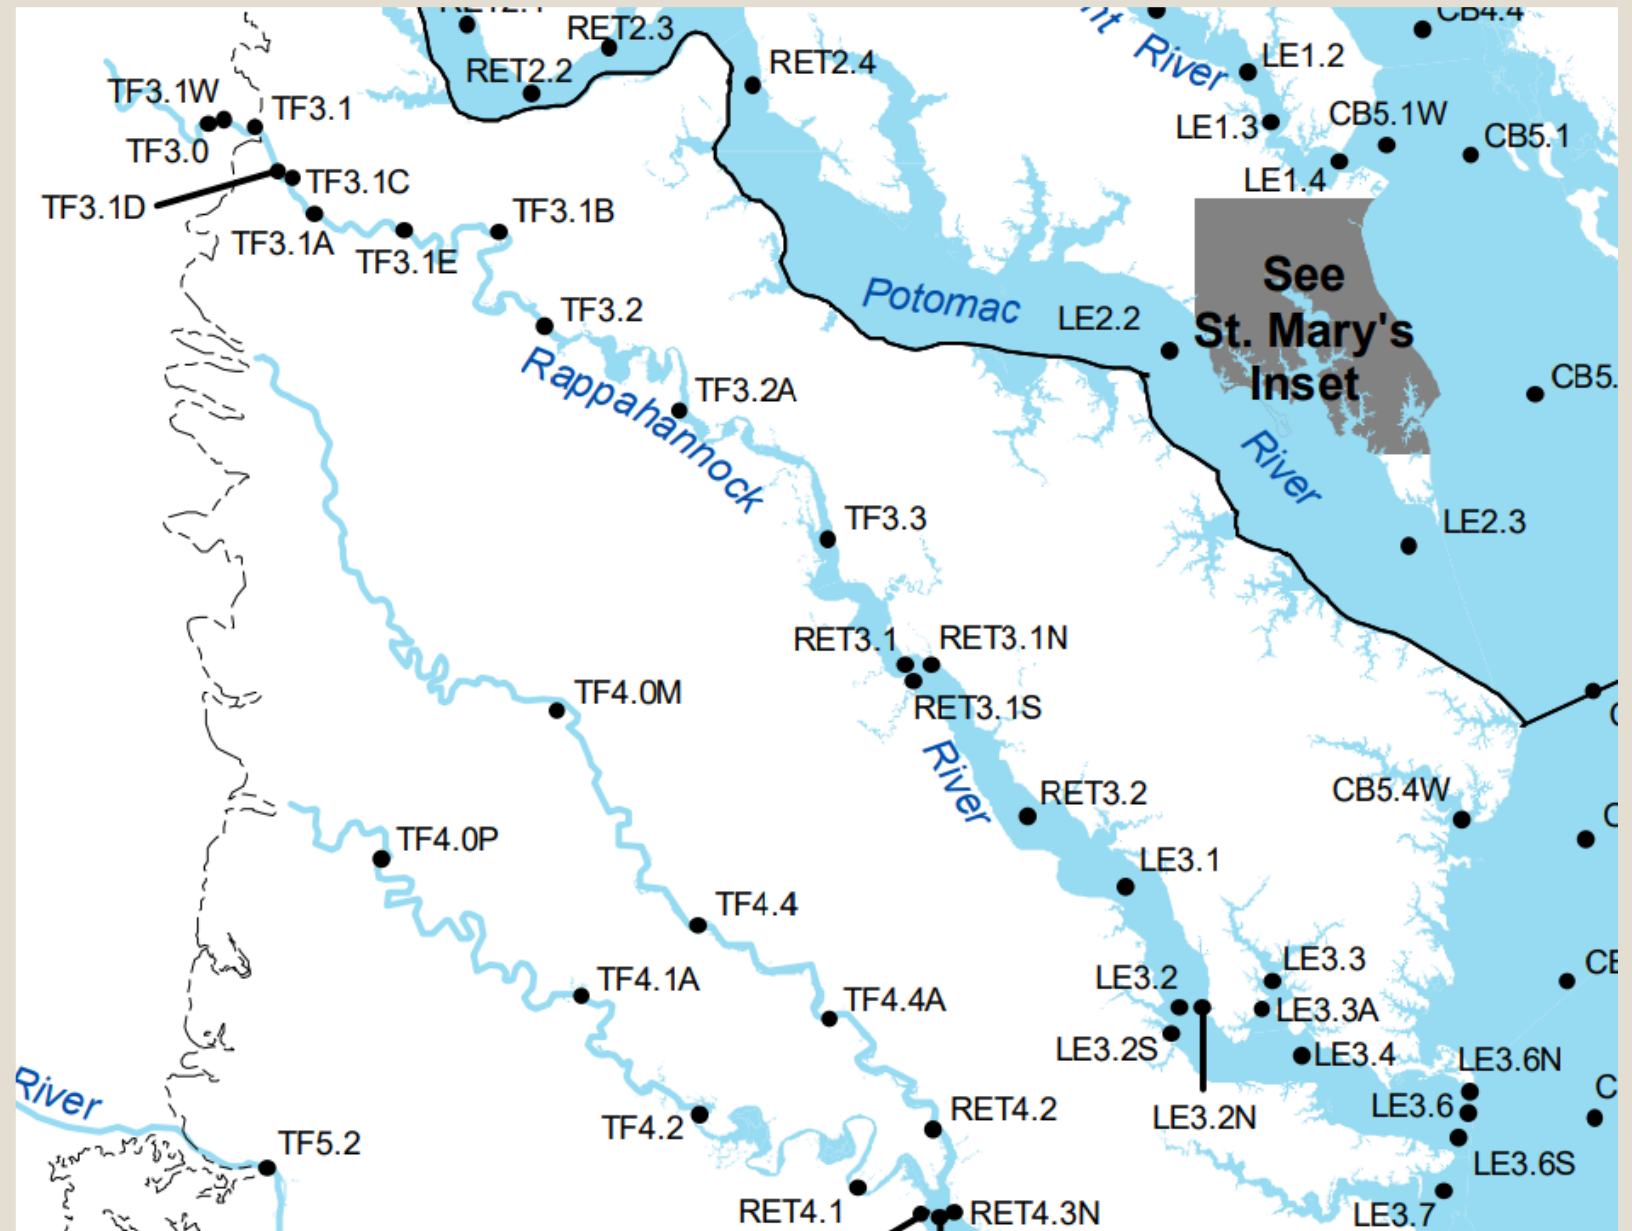 RET2.3
CB4.4
nt River
LE1.2
RET2.2
RET2.4
TF3.1W
TF3.1
LE1.3
CB5.1W
CB5.1
TF3.0
LE1.4
TF3.1C
TF3.1D
TF3.1B
TF3.1A
TF3.1E
See
St. Mary's
Inset
Potomac
LE2.2
TF3.2
Rappahannock
TF3.2A
CB5.
River
TF3.3
LE2.3
RET3.1
RET3.1N
RET3.1S
TF4.0M
River
RET3.2
CB5.4W
C
C
TF4.0P
LE3.1
TF4.4
LE3.3
LE3.2
CB
TF4.1A
TF4.4A
LE3.3A
LE3.2S
LE3.4
LE3.6N
River
RET4.2
LE3.2N
LE3.6
C
TF4.2
TF5.2
LE3.6S
RET4.1
RET4.3N
LE3.7